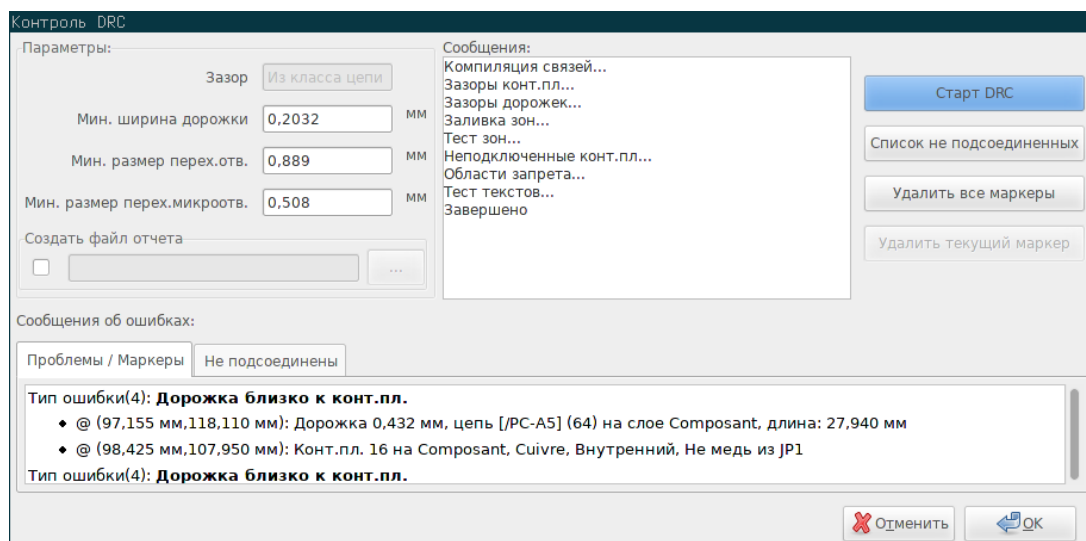 Контроль DRC
Параметры:
Зазор Из класса цепи
Мин. ширина дорожки 0,2032 мм
Мин. размер перех.отв. 0,889 мм
Мин. размер перех.микроотв. 0,508 мм
Создать файл отчета
...
Сообщения:
Компиляция связей...
Зазоры конт.пл...
Зазоры дорожек...
Заливка зон...
Тест зон...
Неподключенные конт.пл...
Области запрета...
Тест текстов...
Завершено
Старт DRC
Список не подсоединенных
Удалить все маркеры
Удалить текущий маркер
Сообщения об ошибках:
Проблемы / Маркеры Не подсоединены
Тип ошибки(4): Дорожка близко к конт.пл.
@ (97,155 мм,118,110 мм): Дорожка 0,432 мм, цепь [/PC-A5] (64) на слое Composant, длина: 27,940 мм
@ (98,425 мм,107,950 мм): Конт.пл. 16 на Composant, Cuivre, Внутренний, Не медь из JP1
Тип ошибки(4): Дорожка близко к конт.пл.
Отменить OK